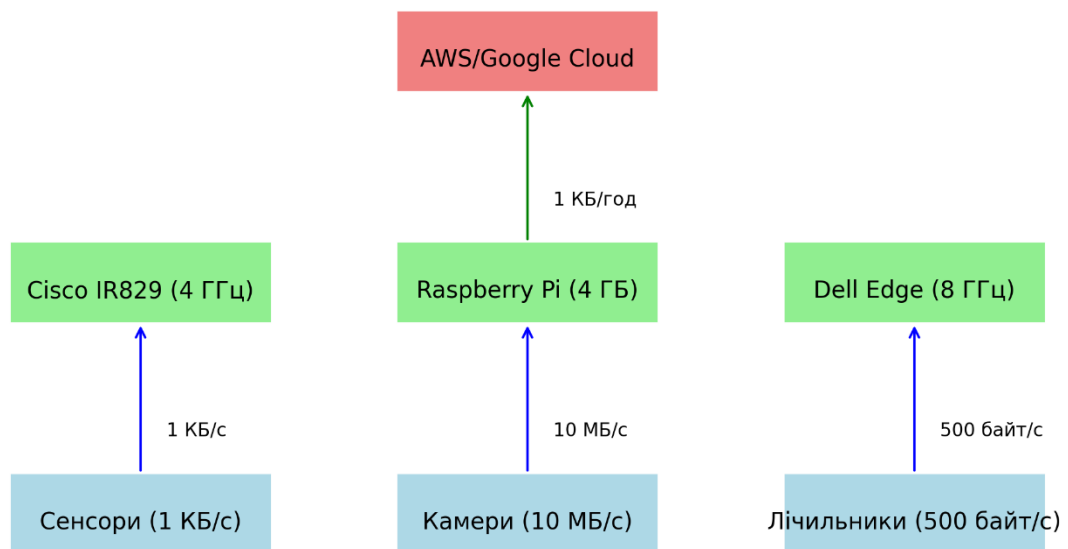 AWS/Google Cloud
1 КБ/год
Cisco IR829 (4 ГГц)
Raspberry Pi (4 ГБ)
Dell Edge (8 ГГц)
1 КБ/с
10 МБ/с
500 байт/с
Сенсори (1 КБ/с)
Камери (10 МБ/с)
Лічильники (500 байт/с)